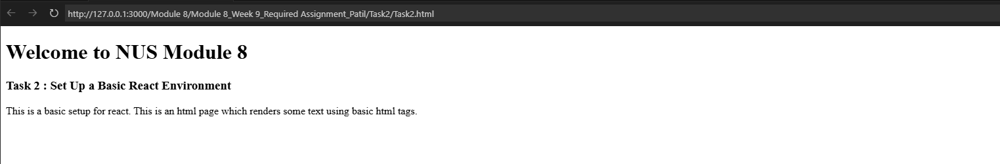 http://127.0.0.1:3000/Module 8/Module 8_Week 9_Required Assignment_Patil/Task2/Task2.html
Welcome to NUS Module 8
Task 2 : Set Up a Basic React Environment
This is a basic setup for react. This is an html page which renders some text using basic html tags.